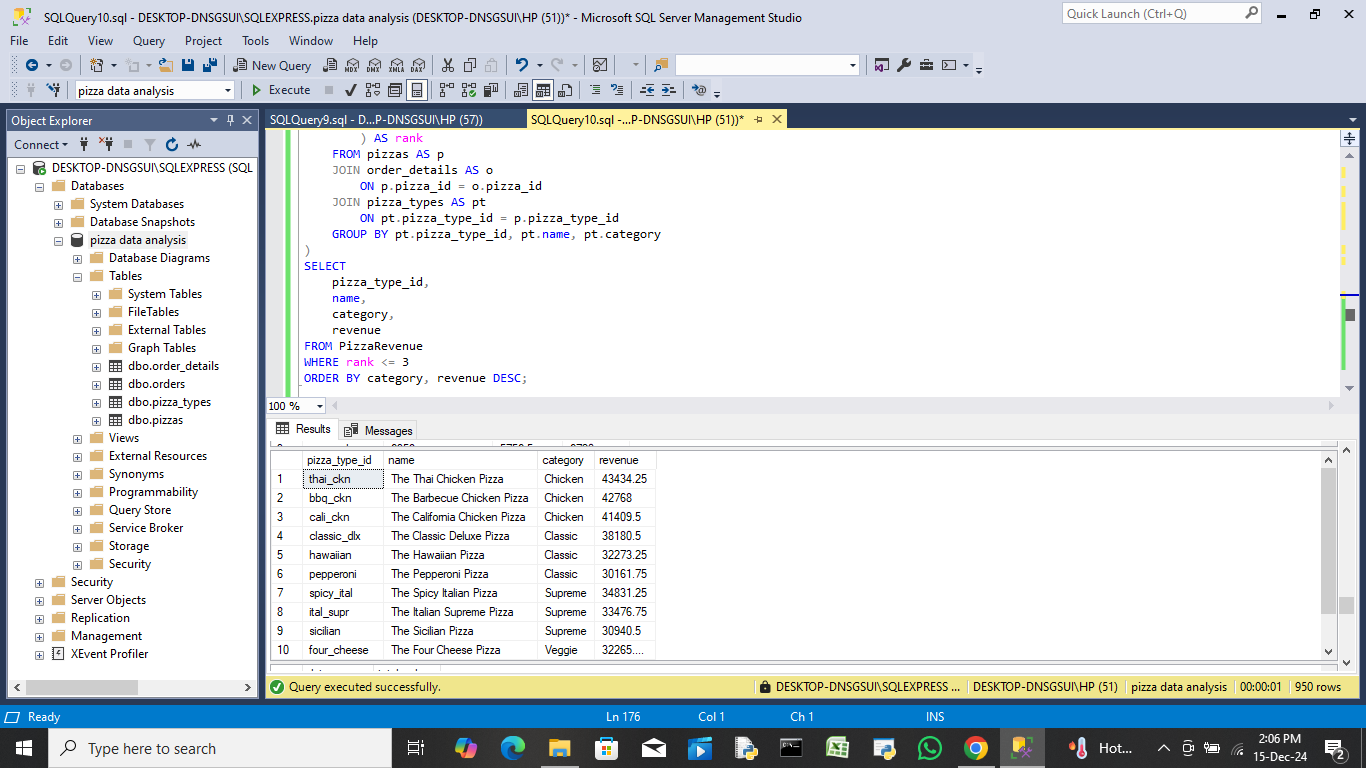 SQLQuery10.sql - DESKTOP-DNSGSUI\SQLEXPRESS.pizza data analysis (DESKTOP-DNSGSUI\HP (51))* - Microsoft SQL Server Management Studio
Quick Launch (Ctrl+Q)
File Edit View Query Project Tools Window Help
New Query MDX DMX XMLA DAX
pizza data analysis Execute
Object Explorer
SQLQuery9.sql - D...P-DNSGSUI\HP (57))
SQLQuery10.sql -...P-DNSGSUI\HP (51))*
Connect
DESKTOP-DNSGSUI\SQLEXPRESS (SQL
Databases
System Databases
Database Snapshots
pizza data analysis
Database Diagrams
Tables
System Tables
FileTables
External Tables
Graph Tables
dbo.order_details
dbo.orders
dbo.pizza_types
dbo.pizzas
Views
External Resources
Synonyms
Programmability
Query Store
Service Broker
Storage
Security
Security
Server Objects
Replication
Management
XEvent Profiler
) AS rank
FROM pizzas AS p
JOIN order_details AS o
ON p.pizza_id = o.pizza_id
JOIN pizza_types AS pt
ON pt.pizza_type_id = p.pizza_type_id
GROUP BY pt.pizza_type_id, pt.name, pt.category
)
SELECT
pizza_type_id,
name,
category,
revenue
FROM PizzaRevenue
WHERE rank <= 3
ORDER BY category, revenue DESC;
100 %
Results Messages
pizza_type_id name category revenue
1 thai_ckn The Thai Chicken Pizza Chicken 43434.25
2 bbq_ckn The Barbecue Chicken Pizza Chicken 42768
3 cali_ckn The California Chicken Pizza Chicken 41409.5
4 classic_dlx The Classic Deluxe Pizza Classic 38180.5
5 hawaiian The Hawaiian Pizza Classic 32273.25
6 pepperoni The Pepperoni Pizza Classic 30161.75
7 spicy_ital The Spicy Italian Pizza Supreme 34831.25
8 ital_supr The Italian Supreme Pizza Supreme 33476.75
9 sicilian The Sicilian Pizza Supreme 30940.5
10 four_cheese The Four Cheese Pizza Veggie 32265....
Query executed successfully. DESKTOP-DNSGSUI\SQLEXPRESS ... DESKTOP-DNSGSUI\HP (51) pizza data analysis 00:00:01 950 rows
Ready Ln 176 Col 1 Ch 1 INS
Type here to search
Hot...
2:06 PM
15-Dec-24
2